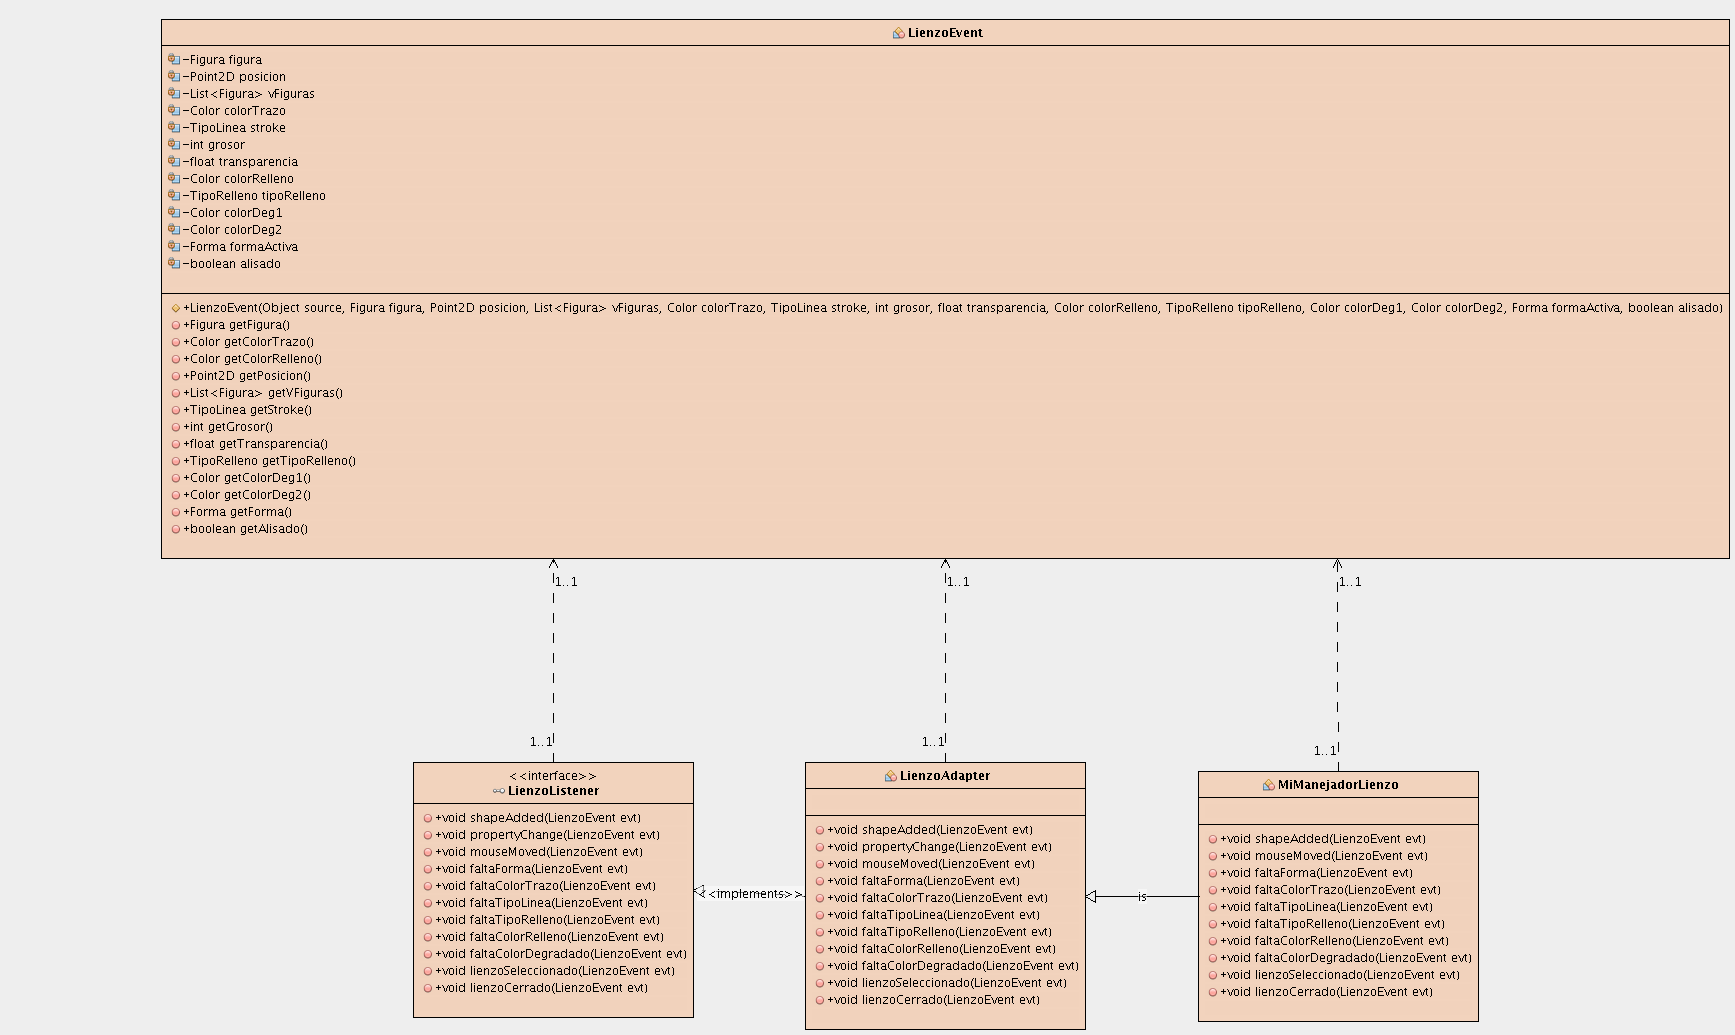 LienzoEvent
-Figura figura
-Point2D posicion
-List<Figura> vFiguras
-Color colorTrazo
-TipoLinea stroke
-int grosor
-float transparencia
-Color colorRelleno
-TipoRelleno tipoRelleno
-Color colorDeg1
-Color colorDeg2
-Forma formaActiva
-boolean alisado
+LienzoEvent(Object source, Figura figura, Point2D posicion, List<Figura> vFiguras, Color colorTrazo, TipoLinea stroke, int grosor, float transparencia, Color colorRelleno, TipoRelleno tipoRelleno, Color colorDeg1, Color colorDeg2, Forma formaActiva, boolean alisado)
+Figura getFigura()
+Color getColorTrazo()
+Color getColorRelleno()
+Point2D getPosicion()
+List<Figura> getVFiguras()
+TipoLinea getStroke()
+int getGrosor()
+float getTransparencia()
+TipoRelleno getTipoRelleno()
+Color getColorDeg1()
+Color getColorDeg2()
+Forma getForma()
+boolean getAlisado()
1..1
1..1
1..1
1..1
1..1
1..1
<<interface>>
LienzoListener
+void shapeAdded(LienzoEvent evt)
+void propertyChange(LienzoEvent evt)
+void mouseMoved(LienzoEvent evt)
+void faltaForma(LienzoEvent evt)
+void faltaColorTrazo(LienzoEvent evt)
+void faltaTipoLinea(LienzoEvent evt)
+void faltaTipoRelleno(LienzoEvent evt)
+void faltaColorRelleno(LienzoEvent evt)
+void faltaColorDegradado(LienzoEvent evt)
+void lienzoSeleccionado(LienzoEvent evt)
+void lienzoCerrado(LienzoEvent evt)
<<implements>>
LienzoAdapter
+void shapeAdded(LienzoEvent evt)
+void propertyChange(LienzoEvent evt)
+void mouseMoved(LienzoEvent evt)
+void faltaForma(LienzoEvent evt)
+void faltaColorTrazo(LienzoEvent evt)
+void faltaTipoLinea(LienzoEvent evt)
+void faltaTipoRelleno(LienzoEvent evt)
+void faltaColorRelleno(LienzoEvent evt)
+void faltaColorDegradado(LienzoEvent evt)
+void lienzoSeleccionado(LienzoEvent evt)
+void lienzoCerrado(LienzoEvent evt)
is
MiManejadorLienzo
+void shapeAdded(LienzoEvent evt)
+void mouseMoved(LienzoEvent evt)
+void faltaForma(LienzoEvent evt)
+void faltaColorTrazo(LienzoEvent evt)
+void faltaTipoLinea(LienzoEvent evt)
+void faltaTipoRelleno(LienzoEvent evt)
+void faltaColorRelleno(LienzoEvent evt)
+void faltaColorDegradado(LienzoEvent evt)
+void lienzoSeleccionado(LienzoEvent evt)
+void lienzoCerrado(LienzoEvent evt)